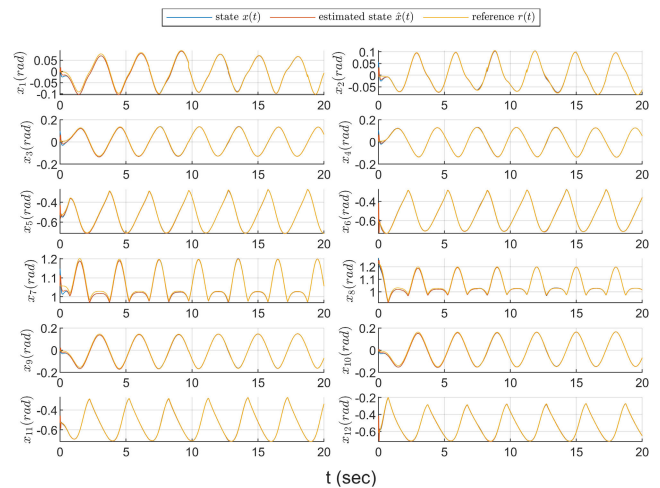 state x(t) estimated state x̂(t) reference r(t)
0.05
0
-0.05
-0.1
x₁(rad)
0 5 10 15 20
0.1
0.05
0
-0.05
x₂(rad)
0 5 10 15 20
0.2
0
-0.2
x₃(rad)
0 5 10 15 20
0.2
0
-0.2
x₄(rad)
0 5 10 15 20
-0.4
-0.6
x₅(rad)
0 5 10 15 20
-0.4
-0.6
x₆(rad)
0 5 10 15 20
1.2
1.1
1
x₇(rad)
0 5 10 15 20
1.2
1.1
1
x₈(rad)
0 5 10 15 20
0.2
0
-0.2
x₉(rad)
0 5 10 15 20
0.2
0
-0.2
x₁₀(rad)
0 5 10 15 20
-0.4
-0.6
x₁₁(rad)
0 5 10 15 20
-0.4
-0.6
x₁₂(rad)
0 5 10 15 20
t (sec)